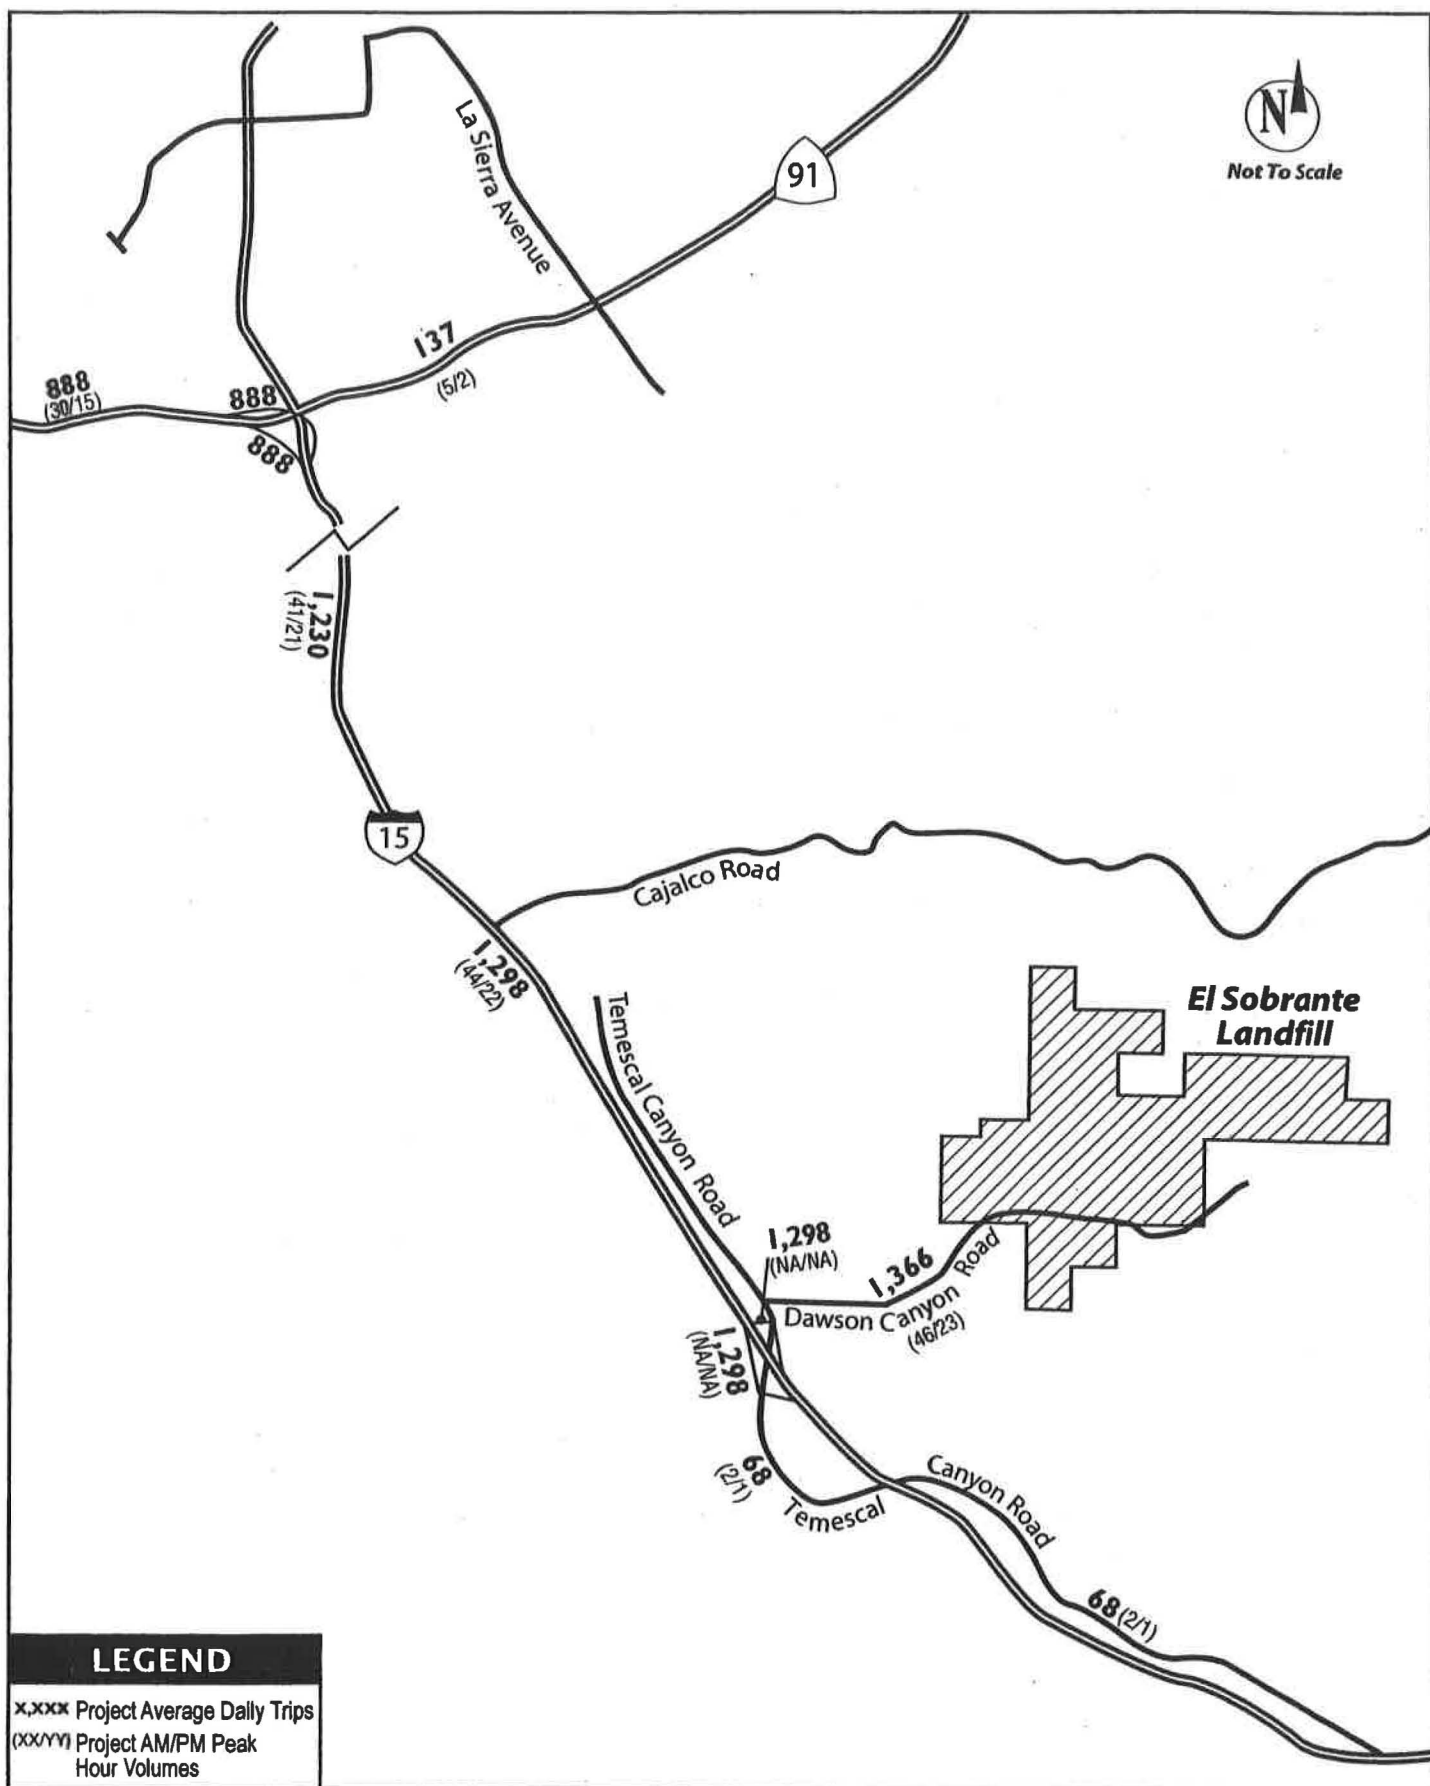 N
Not To Scale
La Sierra Avenue
91
137
(5/2)
888
(30/15)
888
888
1,230
(41/21)
15
Cajalco Road
1,298
(44/22)
El Sobrante
Landfill
Temescal Canyon Road
1,298
(NA/NA)
1,366
Dawson Canyon Road
(46/23)
1,298
(NA/NA)
68
(2/1)
Temescal
Canyon Road
68 (2/1)
LEGEND
X,XXX Project Average Daily Trips
(XX/YY) Project AM/PM Peak
Hour Volumes